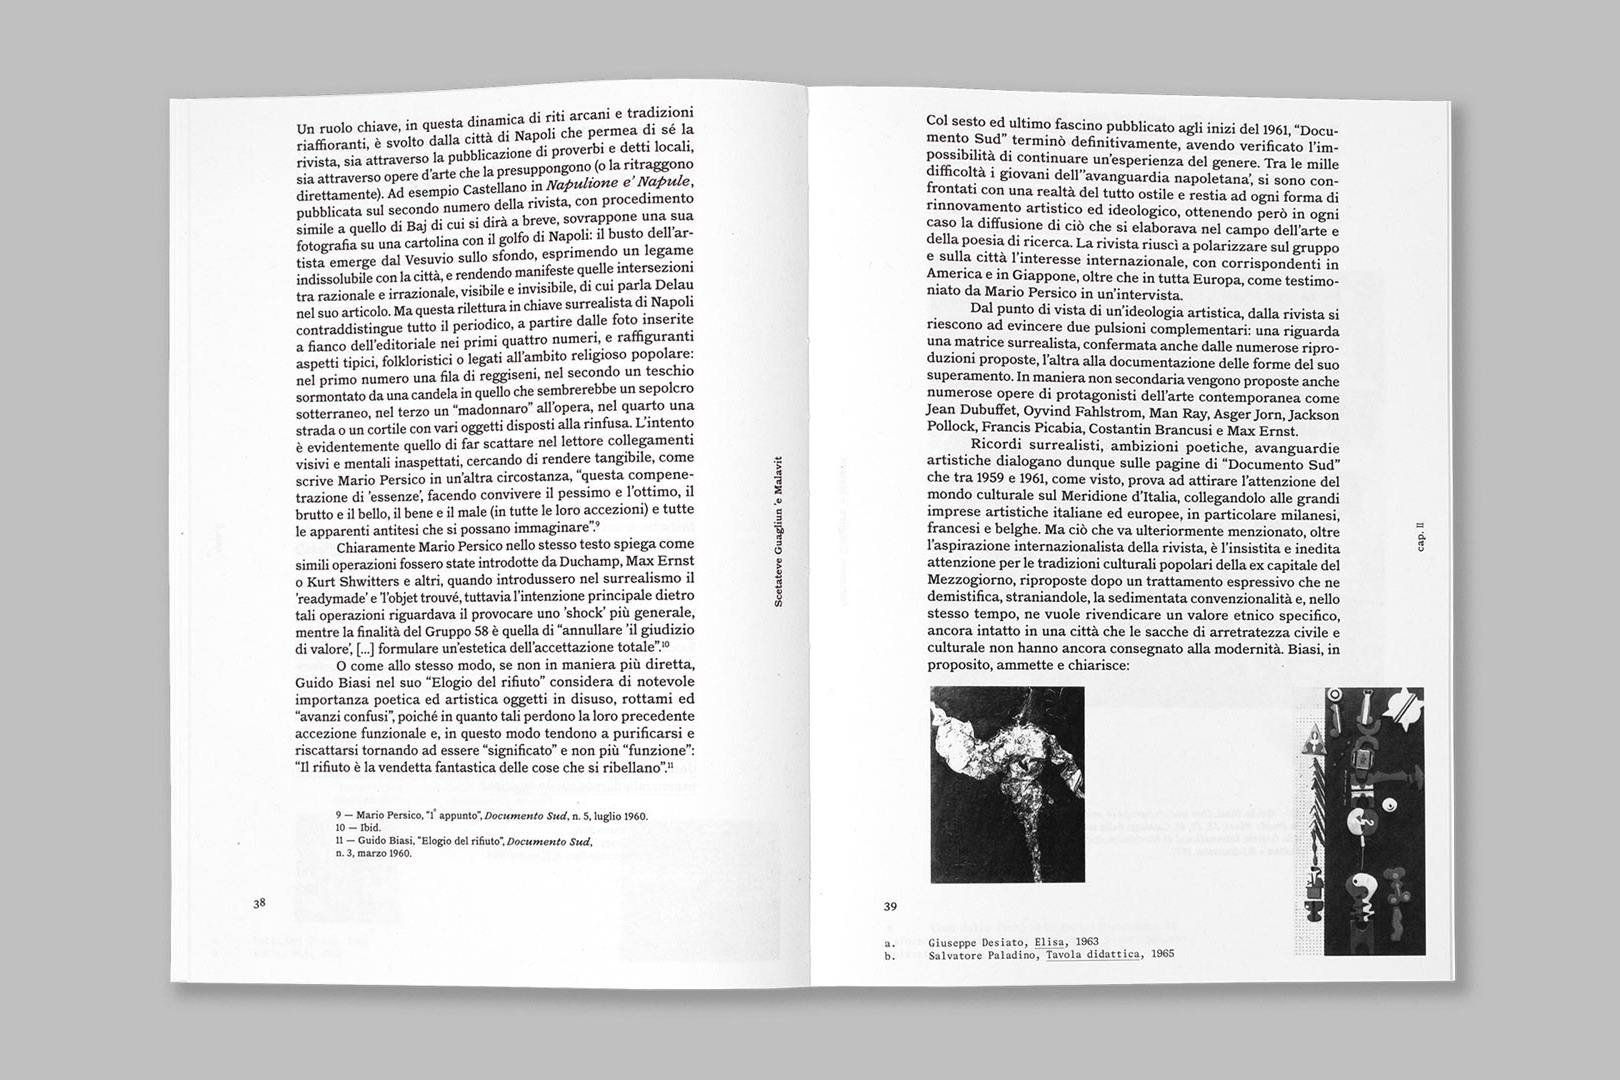 Un ruolo chiave, in questa dinamica di riti arcani e tradizioni
riaffioranti, è svolto dalla città di Napoli che permea di sé la
rivista, sia attraverso la pubblicazione di proverbi e detti locali,
sia attraverso opere d'arte che la presuppongono (o la ritraggono
direttamente). Ad esempio Castellano in Napulione e' Napule,
pubblicata sul secondo numero della rivista, con procedimento
simile a quello di Baj di cui si dirà a breve, sovrappone una sua
fotografia su una cartolina con il golfo di Napoli: il busto dell'ar-
tista emerge dal Vesuvio sullo sfondo, esprimendo un legame
indissolubile con la città, e rendendo manifeste quelle intersezioni
tra razionale e irrazionale, visibile e invisibile, di cui parla Delau
nel suo articolo. Ma questa rilettura in chiave surrealista di Napoli
contraddistingue tutto il periodico, a partire dalle foto inserite
a fianco dell'editoriale nei primi quattro numeri, e raffiguranti
aspetti tipici, folkloristici o legati all'ambito religioso popolare:
nel primo numero una fila di reggiseni, nel secondo un teschio
sormontato da una candela in quello che sembrerebbe un sepolcro
sotterraneo, nel terzo un “madonnaro” all'opera, nel quarto una
strada o un cortile con vari oggetti disposti alla rinfusa. L'intento
è evidentemente quello di far scattare nel lettore collegamenti
visivi e mentali inaspettati, cercando di rendere tangibile, come
scrive Mario Persico in un'altra circostanza, “questa compene-
trazione di 'essenze', facendo convivere il pessimo e l'ottimo, il
brutto e il bello, il bene e il male (in tutte le loro accezioni) e tutte
le apparenti antitesi che si possano immaginare”.⁹
Chiaramente Mario Persico nello stesso testo spiega come
simili operazioni fossero state introdotte da Duchamp, Max Ernst
o Kurt Shwitters e altri, quando introdussero nel surrealismo il
'readymade' e 'l'objet trouvé, tuttavia l'intenzione principale dietro
tali operazioni riguardava il provocare uno 'shock' più generale,
mentre la finalità del Gruppo 58 è quella di “annullare 'il giudizio
di valore', [...] formulare un'estetica dell'accettazione totale”.¹⁰
O come allo stesso modo, se non in maniera più diretta,
Guido Biasi nel suo “Elogio del rifiuto” considera di notevole
importanza poetica ed artistica oggetti in disuso, rottami ed
“avanzi confusi”, poiché in quanto tali perdono la loro precedente
accezione funzionale e, in questo modo tendono a purificarsi e
riscattarsi tornando ad essere “significato” e non più “funzione”:
“Il rifiuto è la vendetta fantastica delle cose che si ribellano”.¹¹
9 — Mario Persico, “1° appunto”, Documento Sud, n. 5, luglio 1960.
10 — Ibid.
11 — Guido Biasi, “Elogio del rifiuto”, Documento Sud,
n. 3, marzo 1960.
38
Scetateve Guagliun 'e Malavit
Col sesto ed ultimo fascino pubblicato agli inizi del 1961, “Docu-
mento Sud” terminò definitivamente, avendo verificato l'im-
possibilità di continuare un'esperienza del genere. Tra le mille
difficoltà i giovani dell''avanguardia napoletana', si sono con-
frontati con una realtà del tutto ostile e restia ad ogni forma di
rinnovamento artistico ed ideologico, ottenendo però in ogni
caso la diffusione di ciò che si elaborava nel campo dell'arte e
della poesia di ricerca. La rivista riuscì a polarizzare sul gruppo
e sulla città l'interesse internazionale, con corrispondenti in
America e in Giappone, oltre che in tutta Europa, come testimo-
niato da Mario Persico in un'intervista.
Dal punto di vista di un'ideologia artistica, dalla rivista si
riescono ad evincere due pulsioni complementari: una riguarda
una matrice surrealista, confermata anche dalle numerose ripro-
duzioni proposte, l'altra alla documentazione delle forme del suo
superamento. In maniera non secondaria vengono proposte anche
numerose opere di protagonisti dell'arte contemporanea come
Jean Dubuffet, Oyvind Fahlstrom, Man Ray, Asger Jorn, Jackson
Pollock, Francis Picabia, Costantin Brancusi e Max Ernst.
Ricordi surrealisti, ambizioni poetiche, avanguardie
artistiche dialogano dunque sulle pagine di “Documento Sud”
che tra 1959 e 1961, come visto, prova ad attirare l'attenzione del
mondo culturale sul Meridione d'Italia, collegandolo alle grandi
imprese artistiche italiane ed europee, in particolare milanesi,
francesi e belghe. Ma ciò che va ulteriormente menzionato, oltre
l'aspirazione internazionalista della rivista, è l'insistita e inedita
attenzione per le tradizioni culturali popolari della ex capitale del
Mezzogiorno, riproposte dopo un trattamento espressivo che ne
demistifica, straniandole, la sedimentata convenzionalità e, nello
stesso tempo, ne vuole rivendicare un valore etnico specifico,
ancora intatto in una città che le sacche di arretratezza civile e
culturale non hanno ancora consegnato alla modernità. Biasi, in
proposito, ammette e chiarisce:
cap. II
39
a. Giuseppe Desiato, Elisa, 1963
b. Salvatore Paladino, Tavola didattica, 1965